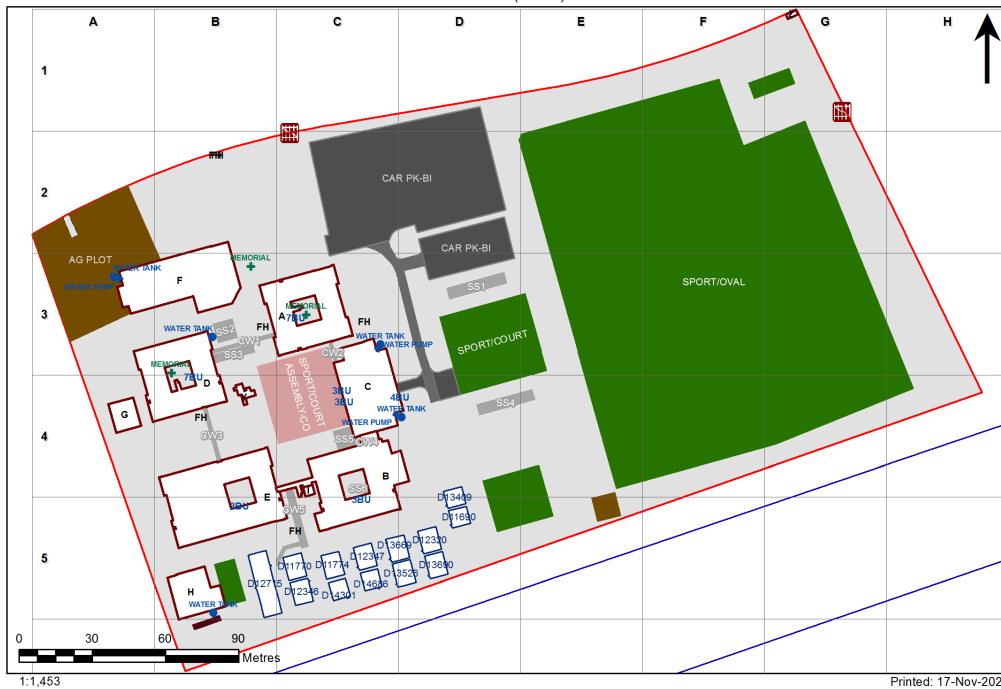 A B C D E F G H
1
FH
CAR PK-BI
2
CAR PK-BI
AG PLOT
MEMORIAL
WATER TANK
F
WATER PUMP
SS1
SPORT/OVAL
MEMORIAL
A
7BU
3
FH
FH
WATER TANK
SS2
CW1
WATER TANK
WATER PUMP
SPORT/COURT
SS3
CW2
MEMORIAL
7BU
D
SPORT/COURT
ASSEMBLY-CO
C
3BU
3BU
4BU
K
SS4
WATER TANK
WATER PUMP
G
FH
CW3
4
SS5
CW4
B
SS6
3BU
E
3BU
CW5
D13409
D11690
FH
5
D13669
D12320
D12347
D11770
D11774
D13690
D13526
D12715
D14686
D12346
D14301
H
WATER TANK
0 30 60 90
Metres
1:1,453
Printed: 17-Nov-202